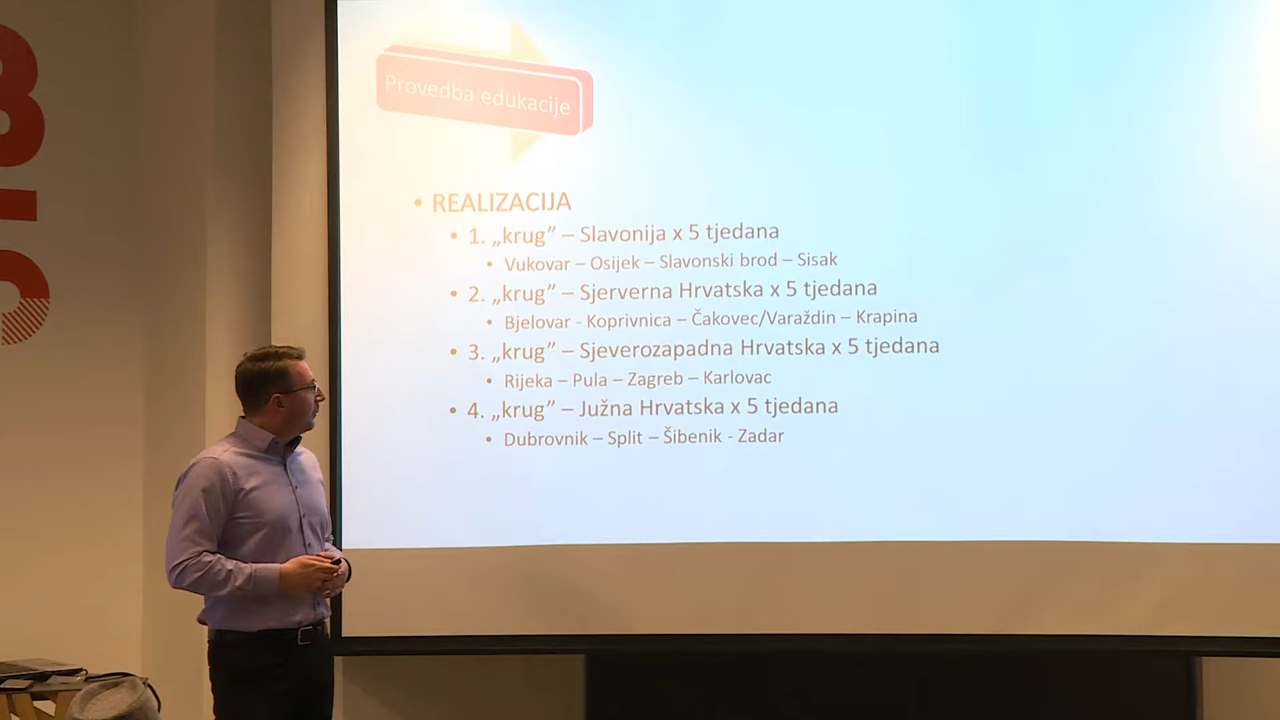 Provedba edukacije
• REALIZACIJA
• 1. „krug” – Slavonija x 5 tjedana
• Vukovar – Osijek – Slavonski brod – Sisak
• 2. „krug” – Sjerverna Hrvatska x 5 tjedana
• Bjelovar - Koprivnica – Čakovec/Varaždin – Krapina
• 3. „krug” – Sjeverozapadna Hrvatska x 5 tjedana
• Rijeka – Pula – Zagreb – Karlovac
• 4. „krug” – Južna Hrvatska x 5 tjedana
• Dubrovnik – Split – Šibenik - Zadar